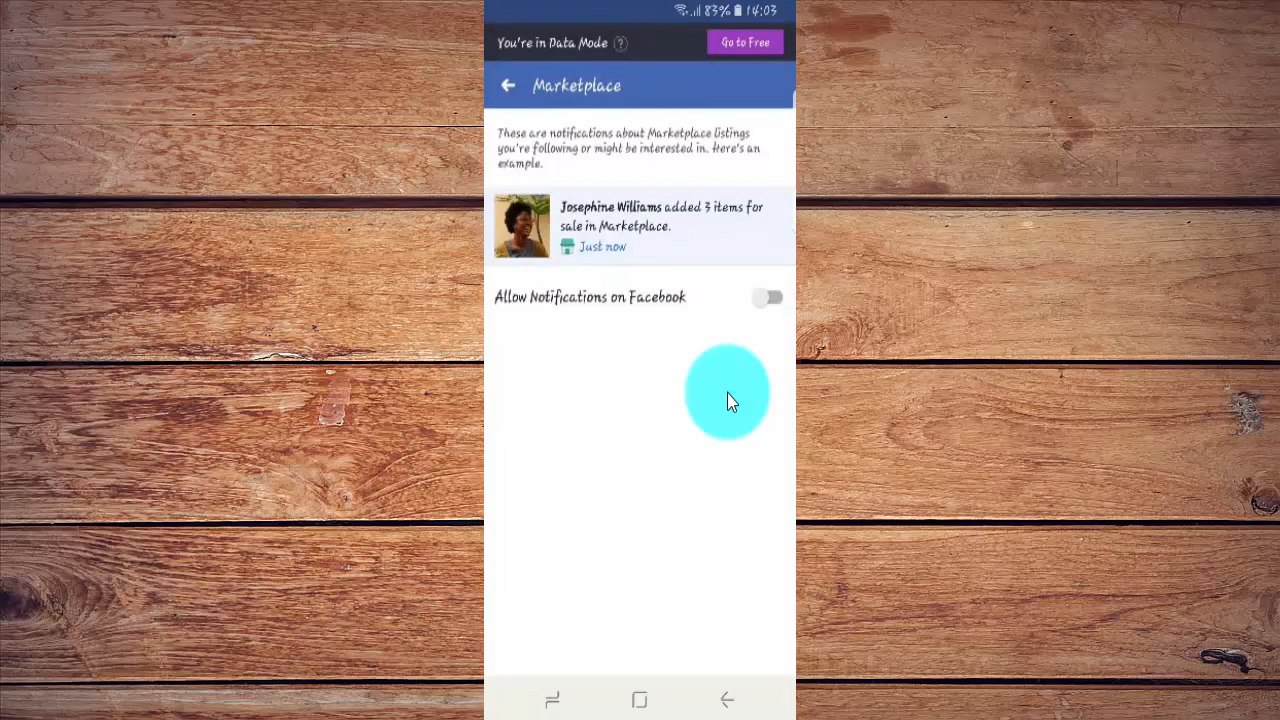 83% 14:03
You're in Data Mode ? Go to Free
Marketplace
These are notifications about Marketplace listings
you're following or might be interested in. Here's an
example.
Josephine Williams added 3 items for
sale in Marketplace.
Just now
Allow Notifications on Facebook